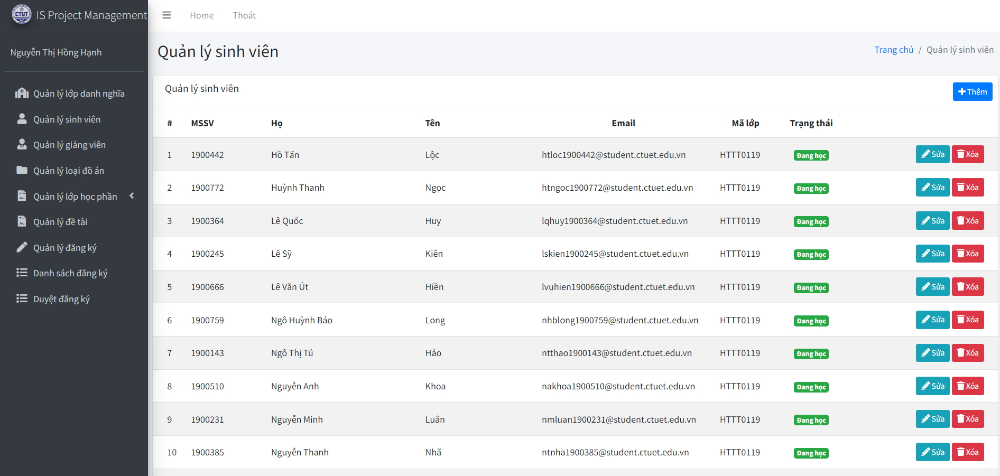 CTUT
IS Project Management
Home
Thoát
Nguyễn Thị Hồng Hạnh
Quản lý lớp danh nghĩa
Quản lý sinh viên
Quản lý giảng viên
Quản lý loại đồ án
Quản lý lớp học phần
Quản lý đề tài
Quản lý đăng ký
Danh sách đăng ký
Duyệt đăng ký
Quản lý sinh viên
Trang chủ / Quản lý sinh viên
Quản lý sinh viên
Thêm
# MSSV Họ Tên Email Mã lớp Trạng thái
1 1900442 Hồ Tấn Lộc htloc1900442@student.ctuet.edu.vn HTTT0119 Đang học Sửa Xóa
2 1900772 Huỳnh Thanh Ngọc htngoc1900772@student.ctuet.edu.vn HTTT0119 Đang học Sửa Xóa
3 1900364 Lê Quốc Huy lqhuy1900364@student.ctuet.edu.vn HTTT0119 Đang học Sửa Xóa
4 1900245 Lê Sỹ Kiên lskien1900245@student.ctuet.edu.vn HTTT0119 Đang học Sửa Xóa
5 1900666 Lê Văn Út Hiền lvuhien1900666@student.ctuet.edu.vn HTTT0119 Đang học Sửa Xóa
6 1900759 Ngô Huỳnh Bảo Long nhblong1900759@student.ctuet.edu.vn HTTT0119 Đang học Sửa Xóa
7 1900143 Ngô Thị Tú Hảo ntthao1900143@student.ctuet.edu.vn HTTT0119 Đang học Sửa Xóa
8 1900510 Nguyễn Anh Khoa nakhoa1900510@student.ctuet.edu.vn HTTT0119 Đang học Sửa Xóa
9 1900231 Nguyễn Minh Luân nmluan1900231@student.ctuet.edu.vn HTTT0119 Đang học Sửa Xóa
10 1900385 Nguyễn Thanh Nhã ntnha1900385@student.ctuet.edu.vn HTTT0119 Đang học Sửa Xóa